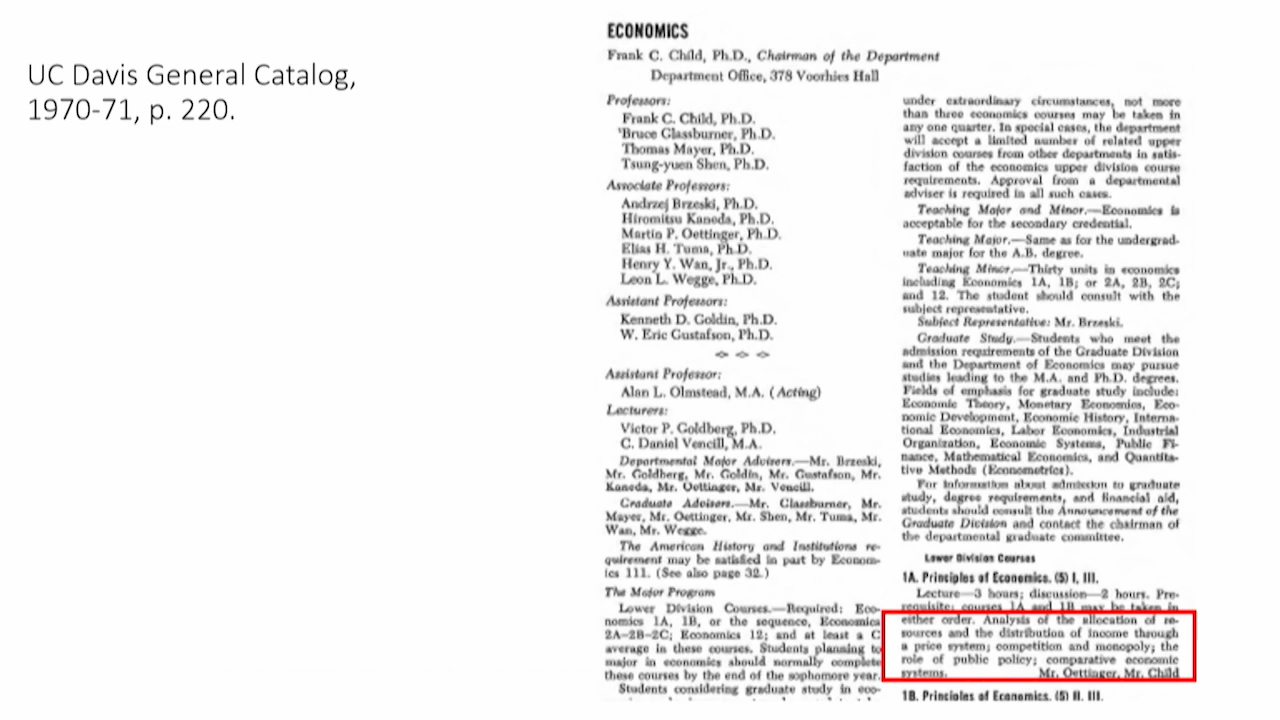 UC Davis General Catalog,
1970-71, p. 220.
ECONOMICS
Frank C. Child, Ph.D., Chairman of the Department
Department Office, 378 Voorhies Hall
Professors:
Frank C. Child, Ph.D.
Bruce Glassburner, Ph.D.
Thomas Mayer, Ph.D.
Tsung-yuen Shen, Ph.D.
Associate Professors:
Andrzej Brzeski, Ph.D.
Hiromitsu Kaneda, Ph.D.
Martin P. Oettinger, Ph.D.
Elias H. Tuma, Ph.D.
Henry Y. Wan, Jr., Ph.D.
Leon L. Wegge, Ph.D.
Assistant Professors:
Kenneth D. Goldin, Ph.D.
W. Eric Gustafson, Ph.D.
Assistant Professor:
Alan L. Olmstead, M.A. (Acting)
Lecturers:
Victor P. Goldberg, Ph.D.
C. Daniel Vencill, M.A.
Departmental Major Advisers.—Mr. Brzeski,
Mr. Goldberg, Mr. Goldin, Mr. Gustafson, Mr.
Kaneda, Mr. Oettinger, Mr. Vencill.
Graduate Advisers.—Mr. Glassburner, Mr.
Mayer, Mr. Oettinger, Mr. Shen, Mr. Tuma, Mr.
Wan, Mr. Wegge.
The American History and Institutions re-
quirement may be satisfied in part by Econom-
ics 111. (See also page 32.)
The Major Program
Lower Division Courses.—Required: Eco-
nomics 1A, 1B, or the sequence, Economics
2A-2B-2C; Economics 12; and at least a C
average in these courses. Students planning to
major in economics should normally complete
these courses by the end of the sophomore year.
Students considering graduate study in eco-
under extraordinary circumstances, not more
than three economics courses may be taken in
any one quarter. In special cases, the department
will accept a limited number of related upper
division courses from other departments in satis-
faction of the economics upper division course
requirements. Approval from a departmental
adviser is required in all such cases.
Teaching Major and Minor.—Economics is
acceptable for the secondary credential.
Teaching Major.—Same as for the undergrad-
uate major for the A.B. degree.
Teaching Minor.—Thirty units in economics
including Economics 1A, 1B; or 2A, 2B, 2C;
and 12. The student should consult with the
subject representative.
Subject Representative: Mr. Brzeski.
Graduate Study.—Students who meet the
admission requirements of the Graduate Division
and the Department of Economics may pursue
studies leading to the M.A. and Ph.D. degrees.
Fields of emphasis for graduate study include:
Economic Theory, Monetary Economics, Eco-
nomic Development, Economic History, Interna-
tional Economics, Labor Economics, Industrial
Organization, Economic Systems, Public Fi-
nance, Mathematical Economics, and Quantita-
tive Methods (Econometrics).
For information about admission to graduate
study, degree requirements, and financial aid,
students should consult the Announcement of the
Graduate Division and contact the chairman of
the departmental graduate committee.
Lower Division Courses
1A. Principles of Economics. (5) I, III.
Lecture—3 hours; discussion—2 hours. Pre-
requisite: courses 1A and 1B may be taken in
either order. Analysis of the allocation of re-
sources and the distribution of income through
a price system; competition and monopoly; the
role of public policy; comparative economic
systems. Mr. Oettinger, Mr. Child
1B. Principles of Economics. (5) II. III.